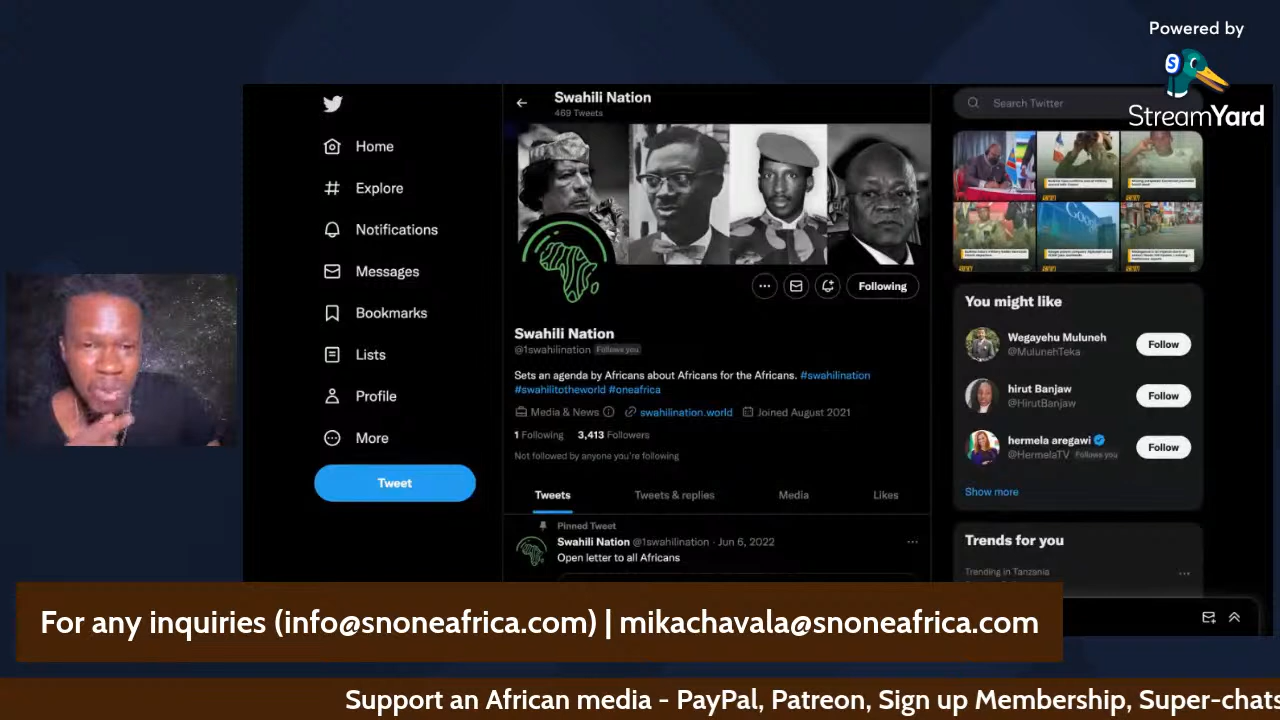 Powered by
StreamYard
Home
Explore
Notifications
Messages
Bookmarks
Lists
Profile
More
Tweet
Swahili Nation
469 Tweets
Following
Swahili Nation
@1swahilination Follows you
Sets an agenda by Africans about Africans for the Africans. #swahilination
#swahilitotheworld #oneafrica
Media & News swahilination.world Joined August 2021
1 Following 3,413 Followers
Not followed by anyone you're following
Tweets Tweets & replies Media Likes
Pinned Tweet
Swahili Nation @1swahilination · Jun 6, 2022
Open letter to all Africans
Search Twitter
You might like
Wegayehu Muluneh
@MulunehTeka
Follow
hirut Banjaw
@HirutBanjaw
Follow
hermela aregawi
@HermelaTV Follows you
Follow
Show more
Trends for you
Trending in Tanzania
For any inquiries (info@snoneafrica.com) | mikachavala@snoneafrica.com
Support an African media - PayPal, Patreon, Sign up Membership, Super-chats